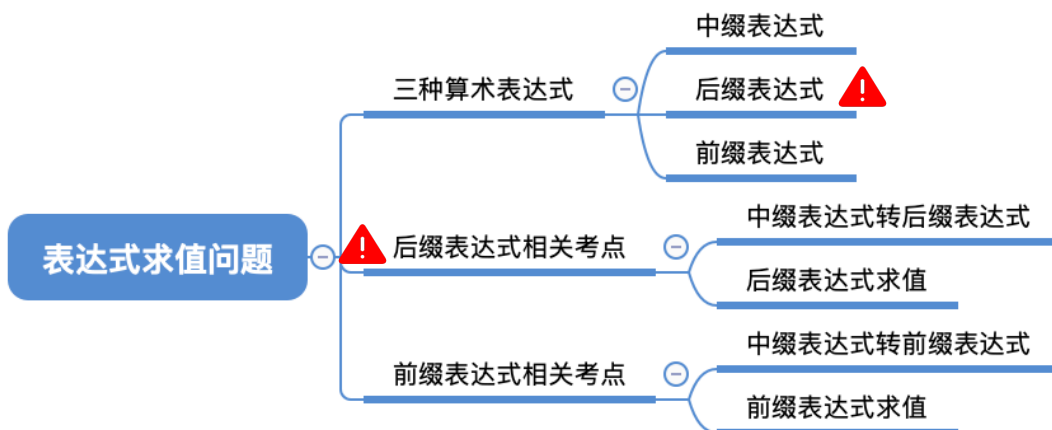 表达式求值问题
三种算术表达式
中缀表达式
后缀表达式
前缀表达式
后缀表达式相关考点
中缀表达式转后缀表达式
后缀表达式求值
前缀表达式相关考点
中缀表达式转前缀表达式
前缀表达式求值